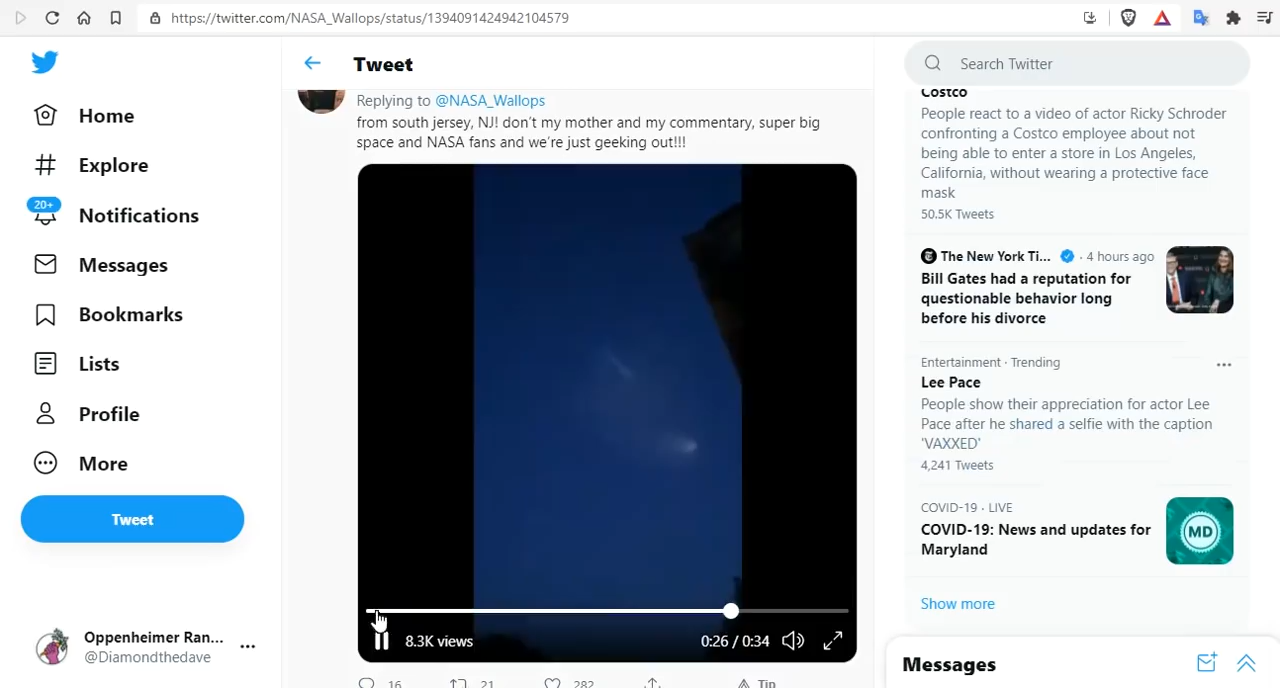 https://twitter.com/NASA_Wallops/status/1394091424942104579
Home
Explore
20+
Notifications
Messages
Bookmarks
Lists
Profile
More
Tweet
Oppenheimer Ran...
@Diamondthedave
Tweet
Replying to @NASA_Wallops
from south jersey, NJ! don't my mother and my commentary, super big
space and NASA fans and we're just geeking out!!!
8.3K views
0:26 / 0:34
16
21
282
Tip
Search Twitter
Costco
People react to a video of actor Ricky Schroder
confronting a Costco employee about not
being able to enter a store in Los Angeles,
California, without wearing a protective face
mask
50.5K Tweets
The New York Ti... · 4 hours ago
Bill Gates had a reputation for
questionable behavior long
before his divorce
Entertainment · Trending
Lee Pace
People show their appreciation for actor Lee
Pace after he shared a selfie with the caption
'VAXXED'
4,241 Tweets
COVID-19 · LIVE
COVID-19: News and updates for
Maryland
MD
Show more
Messages